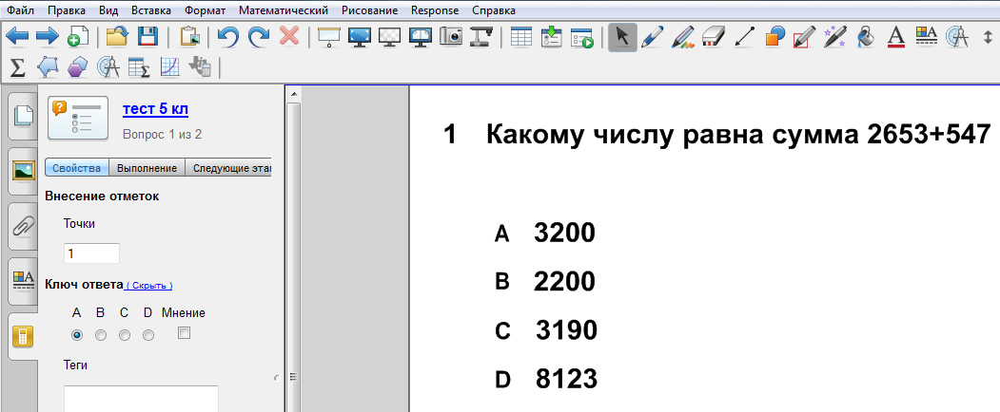 Файл Правка Вид Вставка Формат Математический Рисование Response Справка
тест 5 кл
Вопрос 1 из 2
Свойства Выполнение Следующие этап
Внесение отметок
Точки
1
Ключ ответа ( Скрыть )
A B C D Мнение
Теги
1 Какому числу равна сумма 2653+547
A 3200
B 2200
C 3190
D 8123